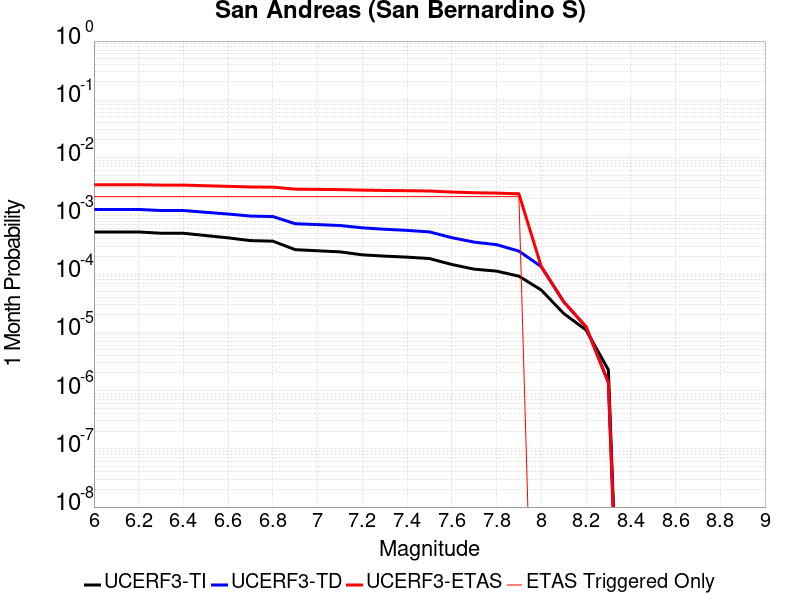 San Andreas (San Bernardino S)
10^0
10^-1
10^-2
10^-3
10^-4
10^-5
10^-6
10^-7
10^-8
1 Month Probability
6 6.2 6.4 6.6 6.8 7 7.2 7.4 7.6 7.8 8 8.2 8.4 8.6 8.8 9
Magnitude
UCERF3-TI UCERF3-TD UCERF3-ETAS ETAS Triggered Only